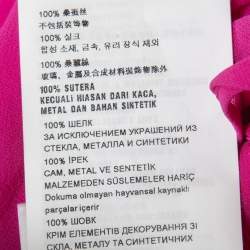 100% 桑蚕丝
不包括装饰物
100% 실크
합성 소재, 금속, 유리 장식 제외
100% 桑蠶絲
玻璃, 金屬及合成材料裝飾物除外
100% SUTERA
KECUALI HIASAN DARI KACA,
METAL DAN BAHAN SINTETIK
100% ШЕЛК
ЗА ИСКЛЮЧЕНИЕМ УКРАШЕНИЙ ИЗ
СТЕКЛА, МЕТАЛЛА И СИНТЕТИКИ
100% İPEK
CAM, METAL VE SENTETİK
MALZEMEDEN SÜSLEMELER HARİÇ
Dokuma olmayan hayvansal kaynaklı
parçalar içerir
100% ШОВК
КРІМ ЕЛЕМЕНТІВ ДЕКОРУВАННЯ ЗІ
СКЛА, МЕТАЛУ ТА СИНТЕТИЧНИХ